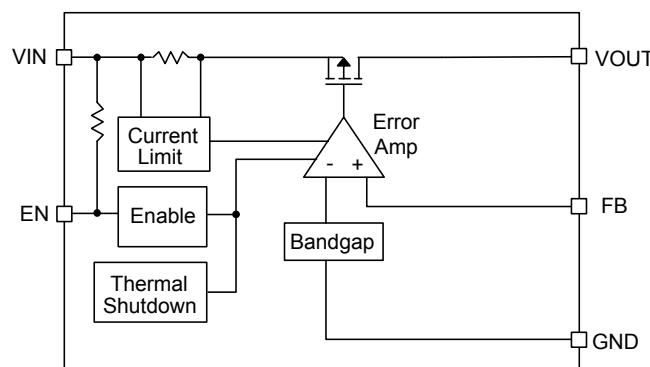 VIN
VOUT
Current
Limit
Error
Amp
- +
EN
Enable
FB
Bandgap
Thermal
Shutdown
GND